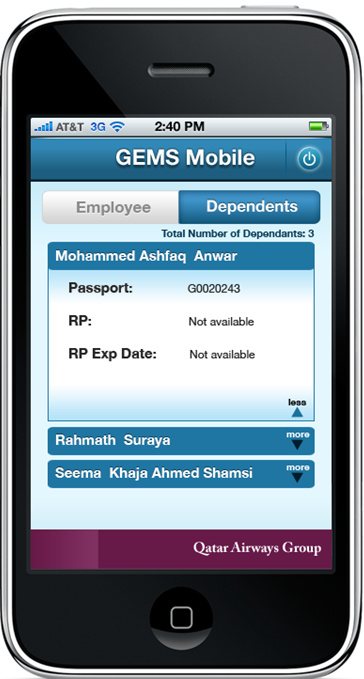 AT&T 3G 2:40 PM
GEMS Mobile
Employee Dependents
Total Number of Dependants: 3
Mohammed Ashfaq Anwar
Passport: G0020243
RP: Not available
RP Exp Date: Not available
less
Rahmath Suraya more
Seema Khaja Ahmed Shamsi more
Qatar Airways Group